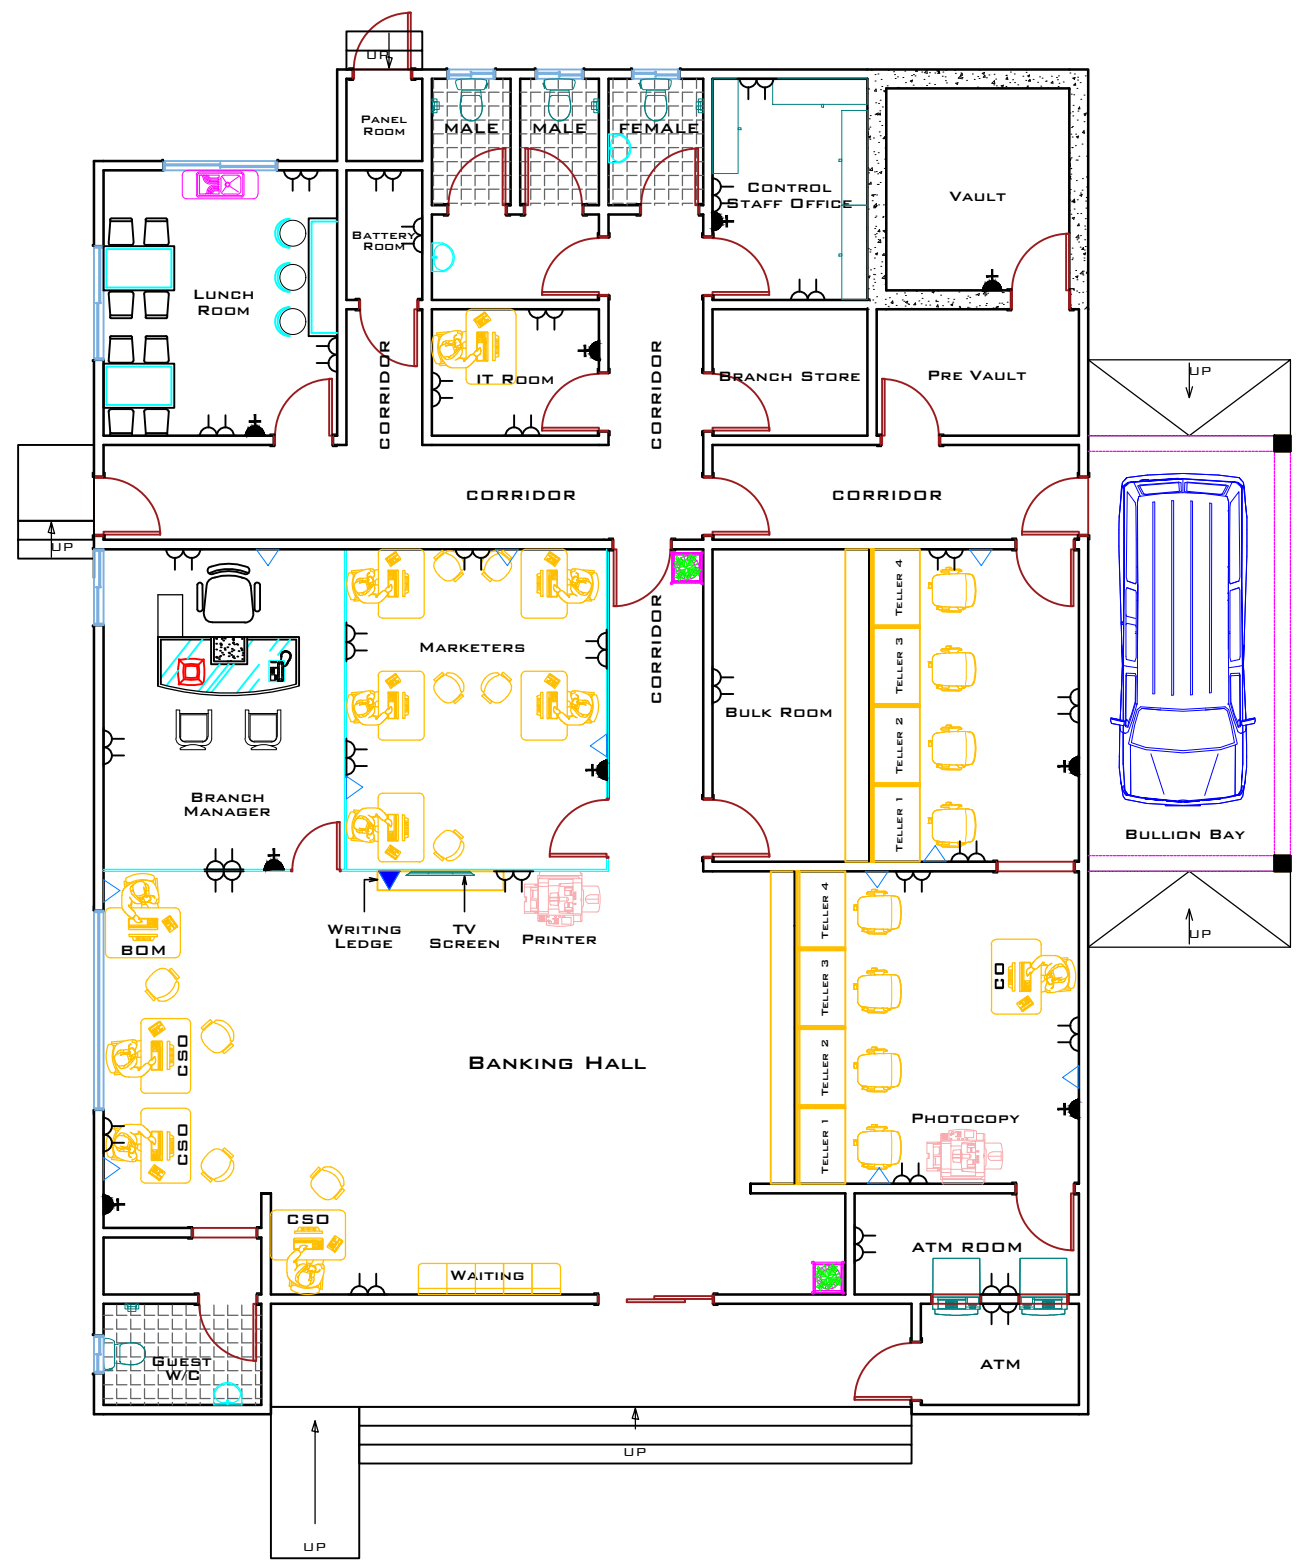 UP
PANEL
ROOM
MALE
MALE
FEMALE
CONTROL
STAFF OFFICE
VAULT
BATTERY
ROOM
LUNCH
ROOM
IT ROOM
CORRIDOR
CORRIDOR
BRANCH STORE
PRE VAULT
UP
CORRIDOR
CORRIDOR
UP
TELLER 4
TELLER 3
TELLER 2
TELLER 1
MARKETERS
CORRIDOR
BULK ROOM
BRANCH
MANAGER
BULLION BAY
WRITING
LEDGE
TV
SCREEN
PRINTER
BOM
TELLER 4
TELLER 3
TELLER 2
TELLER 1
CO
UP
CSO
BANKING HALL
CSO
PHOTOCOPY
CSO
WAITING
ATM ROOM
GUEST
W/C
ATM
UP
UP